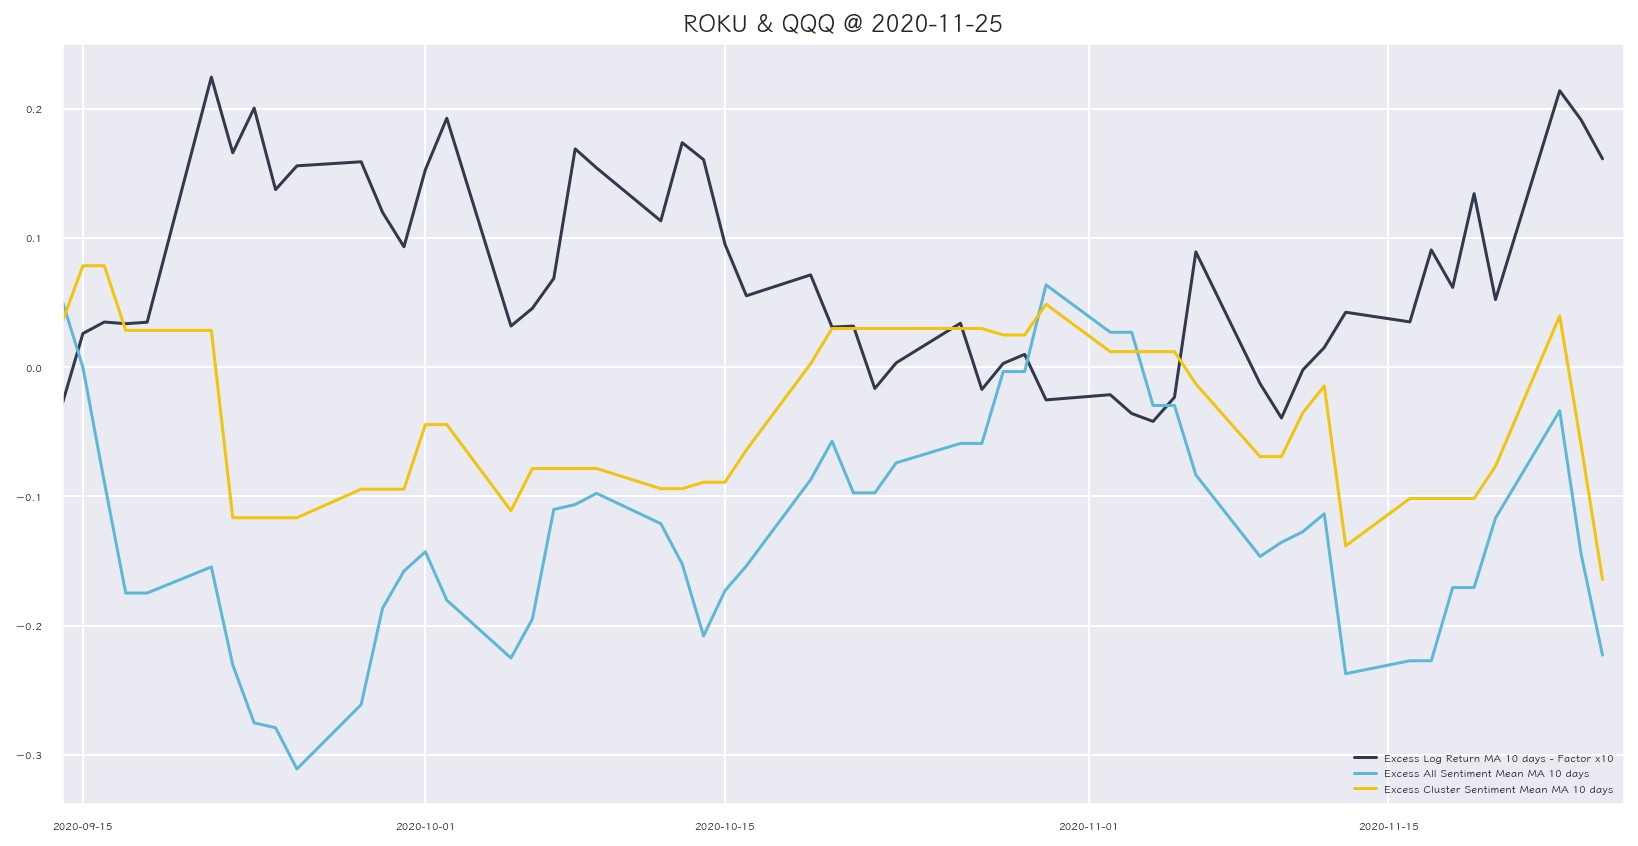 ROKU & QQQ @ 2020-11-25
0.2
0.1
0.0
−0.1
−0.2
−0.3
Excess Log Return MA 10 days - Factor x10
Excess All Sentiment Mean MA 10 days
Excess Cluster Sentiment Mean MA 10 days
2020-09-15 2020-10-01 2020-10-15 2020-11-01 2020-11-15